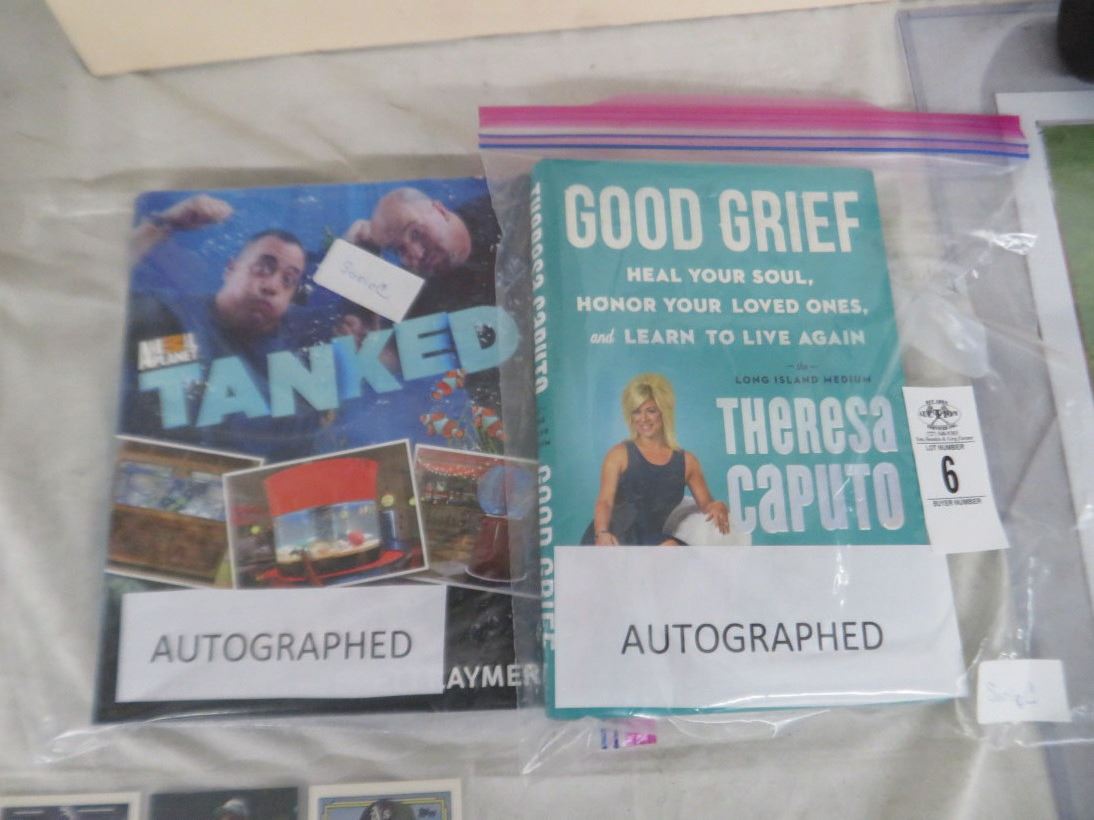 ANIMAL
PLANET
TANKED
AUTOGRAPHED
LAYMER
THERESA CAPUTO
GOOD GRIEF
GOOD GRIEF
HEAL YOUR SOUL,
HONOR YOUR LOVED ONES,
and LEARN TO LIVE AGAIN
the
LONG ISLAND MEDIUM
THERESA
CAPUTO
AUTOGRAPHED
LOT NUMBER
6
BUYER NUMBER